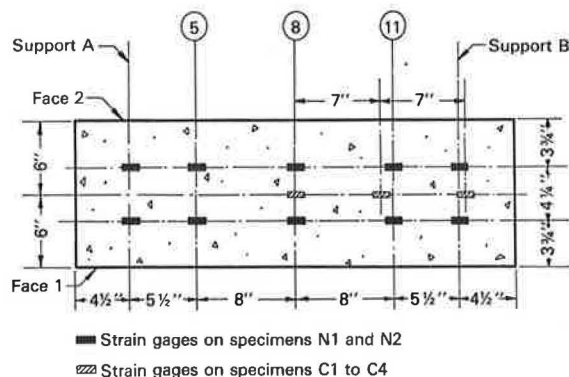 5 8 11
Support A
Support B
Face 2
7" 7"
6" 6"
3¾" 4¼" 3¾"
Face 1
4½" 5½" 8" 8" 5½" 4½"
Strain gages on specimens N1 and N2
Strain gages on specimens C1 to C4